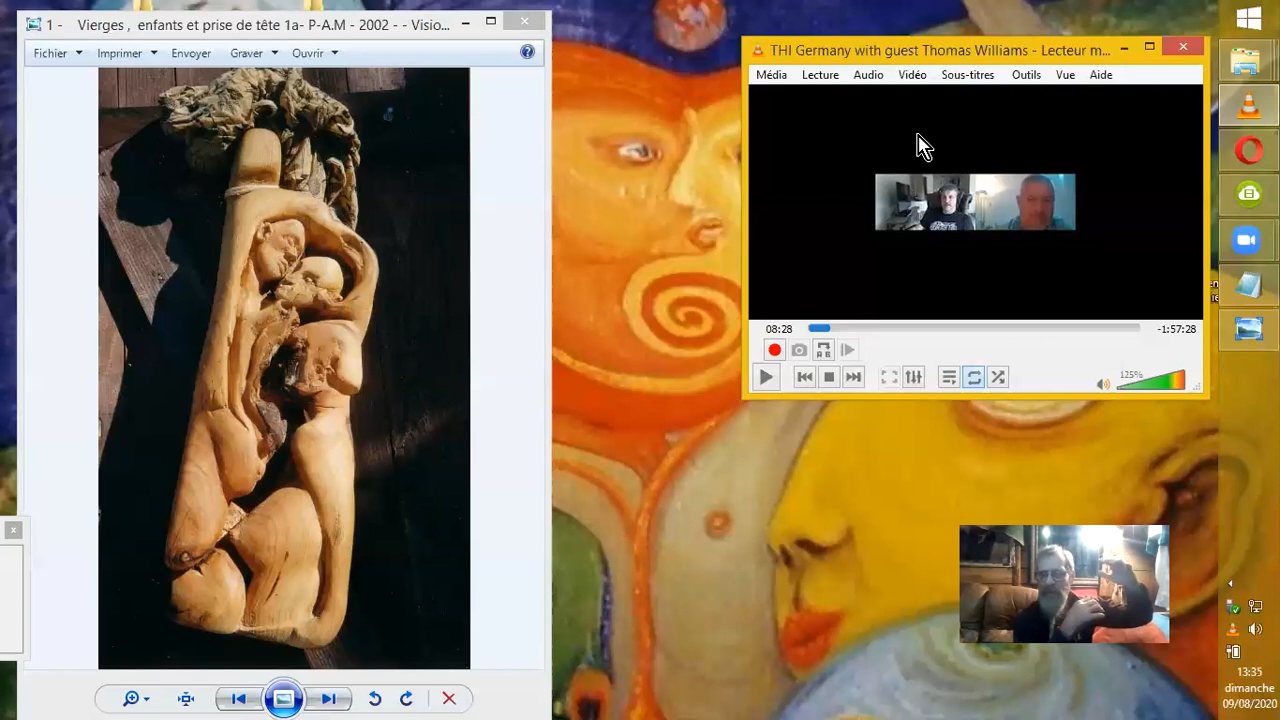 1 -   Vierges , enfants et prise de tête 1a- P-A.M - 2002 - - Visio...
Fichier
Imprimer
Envoyer
Graver
Ouvrir
THI Germany with guest Thomas Williams - Lecteur m...
Média
Lecture
Audio
Vidéo
Sous-titres
Outils
Vue
Aide
08:28
-1:57:28
125%
13:35
dimanche
09/08/2020